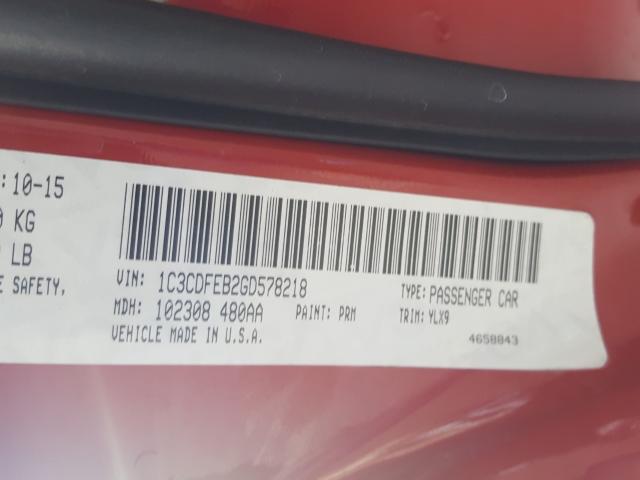 : 10-15
KG
LB
E SAFETY,
VIN: 1C3CDFEB2GD578218 TYPE: PASSENGER CAR
MDH: 102308 480AA PAINT: PRM TRIM: YLX9
VEHICLE MADE IN U.S.A. 4658843